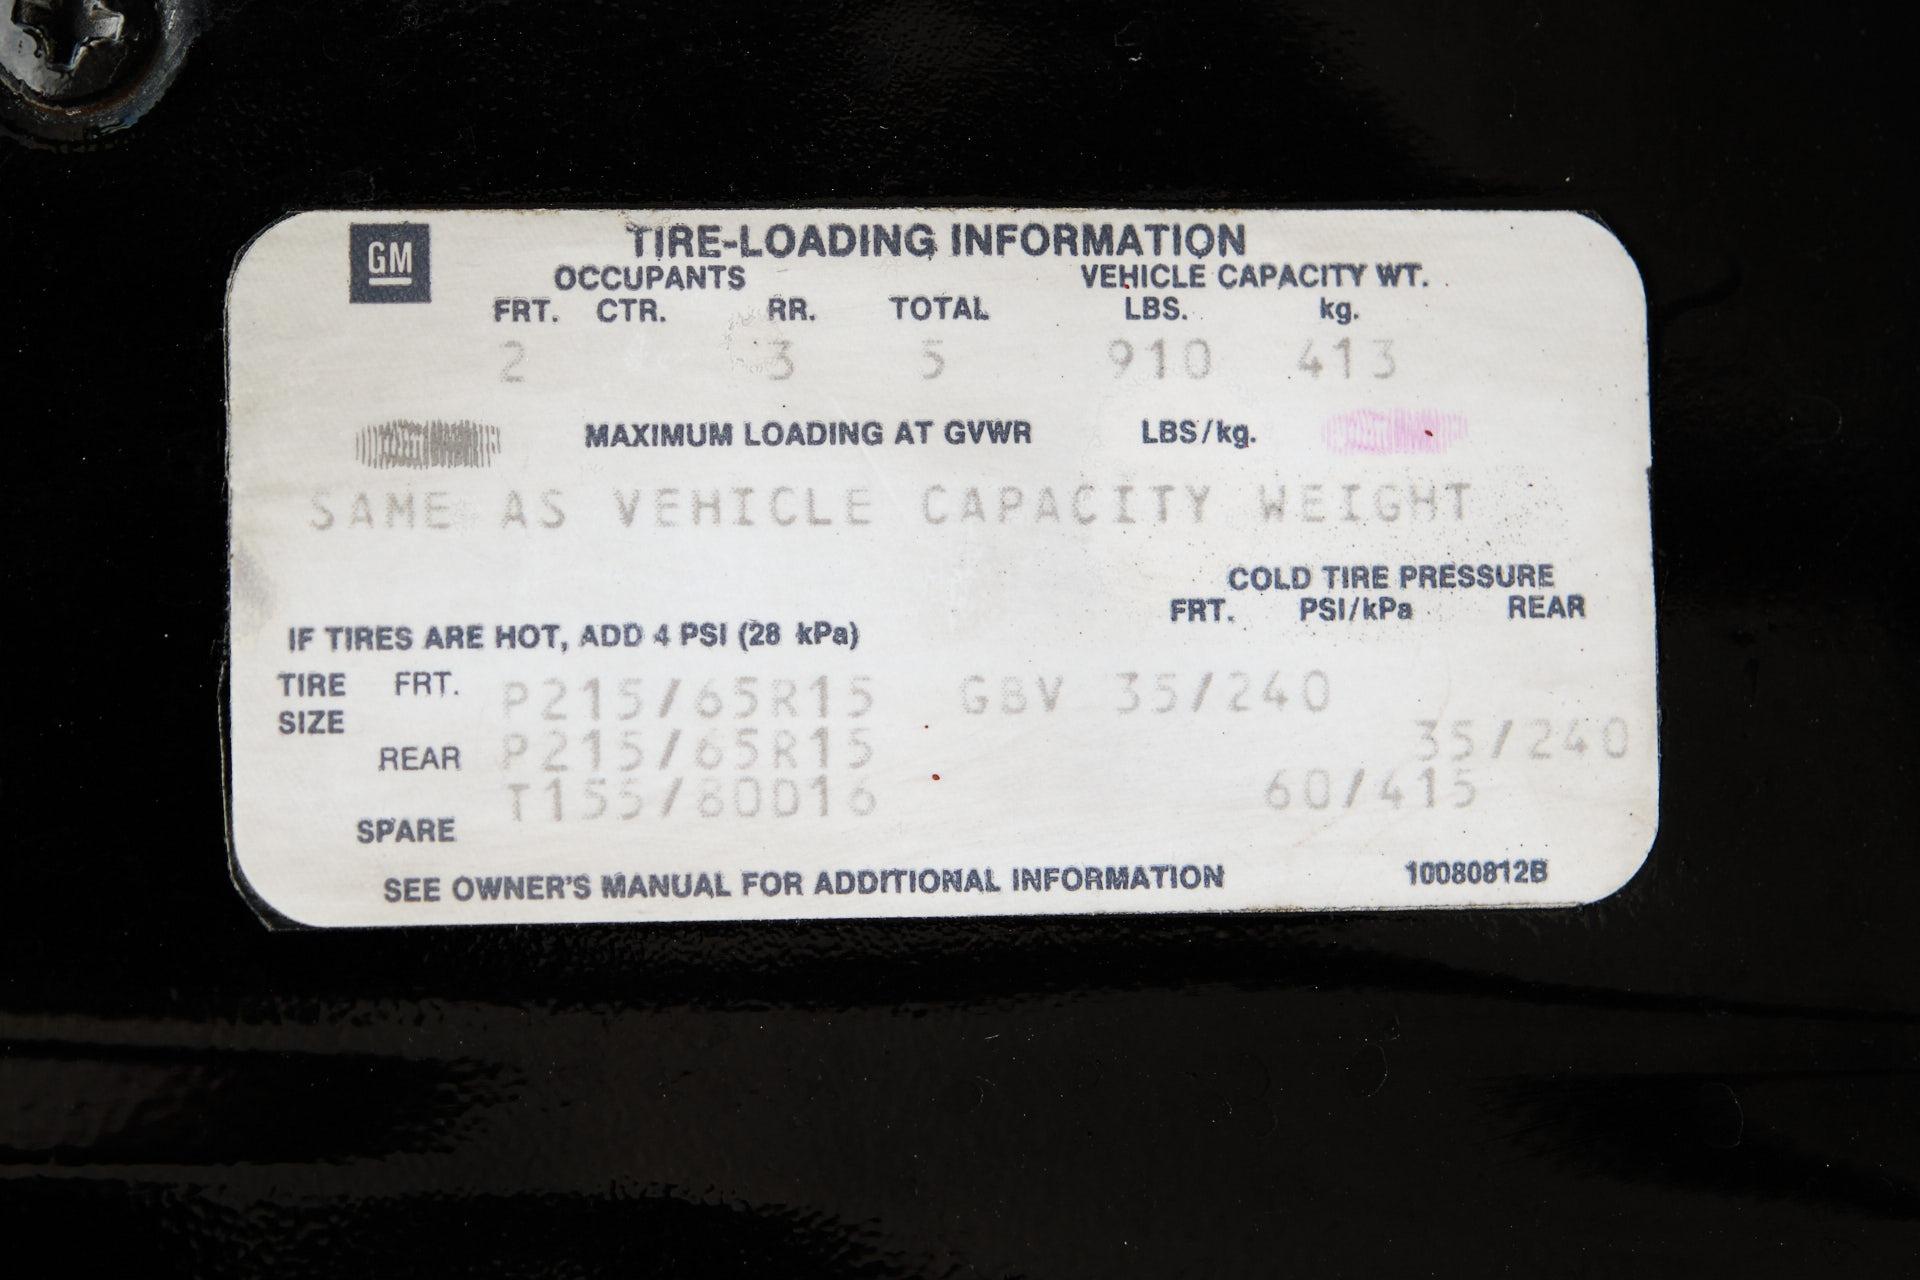 GM
TIRE-LOADING INFORMATION
OCCUPANTS VEHICLE CAPACITY WT.
FRT. CTR. RR. TOTAL LBS. kg.
2 3 5 910 413
MAXIMUM LOADING AT GVWR LBS/kg.
SAME AS VEHICLE CAPACITY WEIGHT
COLD TIRE PRESSURE
FRT. PSI/kPa REAR
IF TIRES ARE HOT, ADD 4 PSI (28 kPa)
TIRE FRT. P215/65R15 GBV 35/240
SIZE 35/240
REAR P215/65R15
T155/80D16 60/415
SPARE
SEE OWNER'S MANUAL FOR ADDITIONAL INFORMATION 10080812B